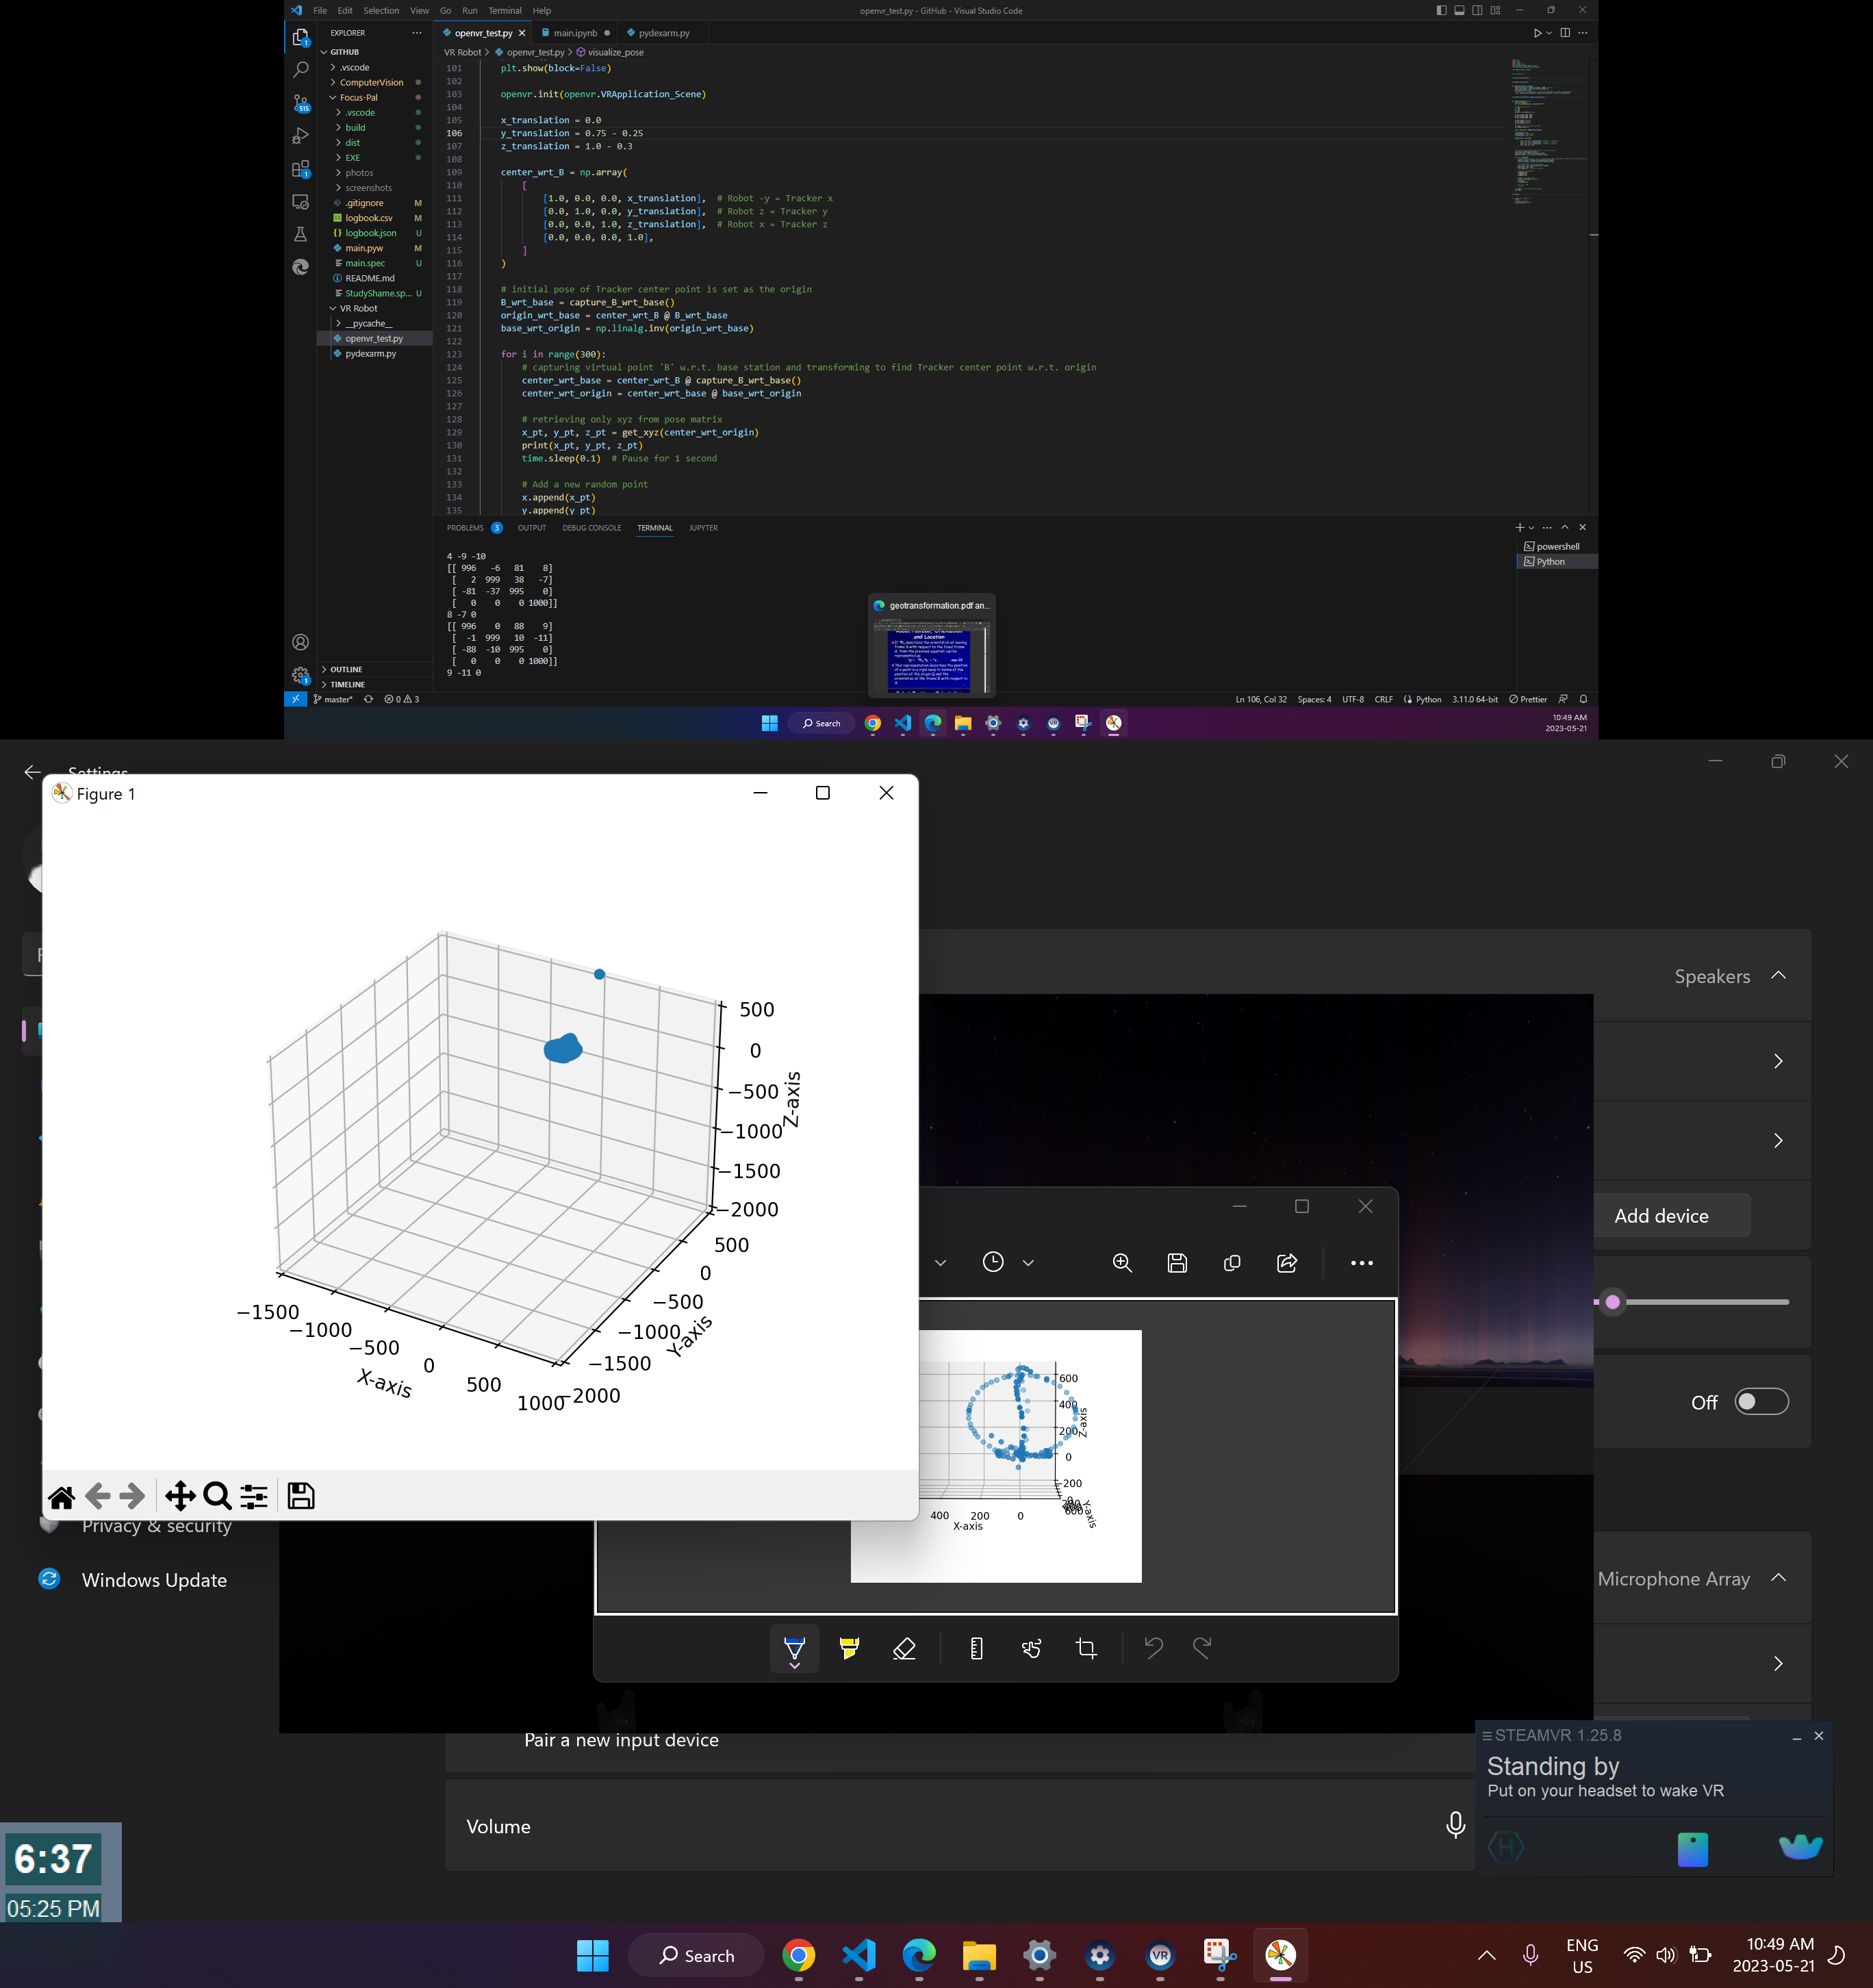 File Edit Selection View Go Run Terminal Help
openvr_test.py - GitHub - Visual Studio Code
EXPLORER
GITHUB
.vscode
ComputerVision
Focus-Pal
.vscode
build
dist
EXE
photos
screenshots
.gitignore M
logbook.csv M
logbook.json U
main.pyw M
main.spec U
README.md
StudyShame.sp... U
VR Robot
__pycache__
openvr_test.py
pydexarm.py
OUTLINE
TIMELINE
openvr_test.py main.ipynb pydexarm.py
VR Robot > openvr_test.py > visualize_pose
101 plt.show(block=False)
102
103 openvr.init(openvr.VRApplication_Scene)
104
105 x_translation = 0.0
106 y_translation = 0.75 - 0.25
107 z_translation = 1.0 - 0.3
108
109 center_wrt_B = np.array(
110 [
111 [1.0, 0.0, 0.0, x_translation], # Robot -y = Tracker x
112 [0.0, 1.0, 0.0, y_translation], # Robot z = Tracker y
113 [0.0, 0.0, 1.0, z_translation], # Robot x = Tracker z
114 [0.0, 0.0, 0.0, 1.0],
115 ]
116 )
117
118 # initial pose of Tracker center point is set as the origin
119 B_wrt_base = capture_B_wrt_base()
120 origin_wrt_base = center_wrt_B @ B_wrt_base
121 base_wrt_origin = np.linalg.inv(origin_wrt_base)
122
123 for i in range(300):
124 # capturing virtual point 'B' w.r.t. base station and transforming to find Tracker center point w.r.t. origin
125 center_wrt_base = center_wrt_B @ capture_B_wrt_base()
126 center_wrt_origin = center_wrt_base @ base_wrt_origin
127
128 # retrieving only xyz from pose matrix
129 x_pt, y_pt, z_pt = get_xyz(center_wrt_origin)
130 print(x_pt, y_pt, z_pt)
131 time.sleep(0.1) # Pause for 1 second
132
133 # Add a new random point
134 x.append(x_pt)
135 y.append(y_pt)
PROBLEMS 3 OUTPUT DEBUG CONSOLE TERMINAL JUPYTER
powershell
Python
4 -9 -10
[[ 996 -6 81 8]
[ 2 999 38 -7]
[ -81 -37 995 0]
[ 0 0 0 1000]]
8 -7 0
[[ 996 0 88 9]
[ -1 999 10 -11]
[ -88 -10 995 0]
[ 0 0 0 1000]]
9 -11 0
geotransformation.pdf an...
and Location
master* 0 3
Ln 106, Col 32 Spaces: 4 UTF-8 CRLF Python 3.11.0 64-bit Prettier
Search
10:49 AM
2023-05-21
Settings
Figure 1
500
0
−500
−1000
−1500
−2000
Z-axis
500
0
−500
−1000
−1500
−2000
Y-axis
−1500
−1000
−500
0
500
1000
X-axis
Speakers
Add device
Off
Microphone Array
600
400
200
0
−200
Z-axis
Y-axis
400 200 0
X-axis
Privacy & security
Windows Update
Pair a new input device
Volume
STEAMVR 1.25.8
Standing by
Put on your headset to wake VR
6:37
05:25 PM
Search
ENG
US
10:49 AM
2023-05-21